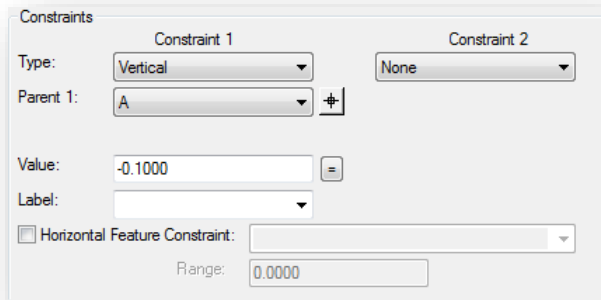 Constraints
Constraint 1 Constraint 2
Type: Vertical None
Parent 1: A
Value: -0.1000 =
Label:
Horizontal Feature Constraint:
Range: 0.0000